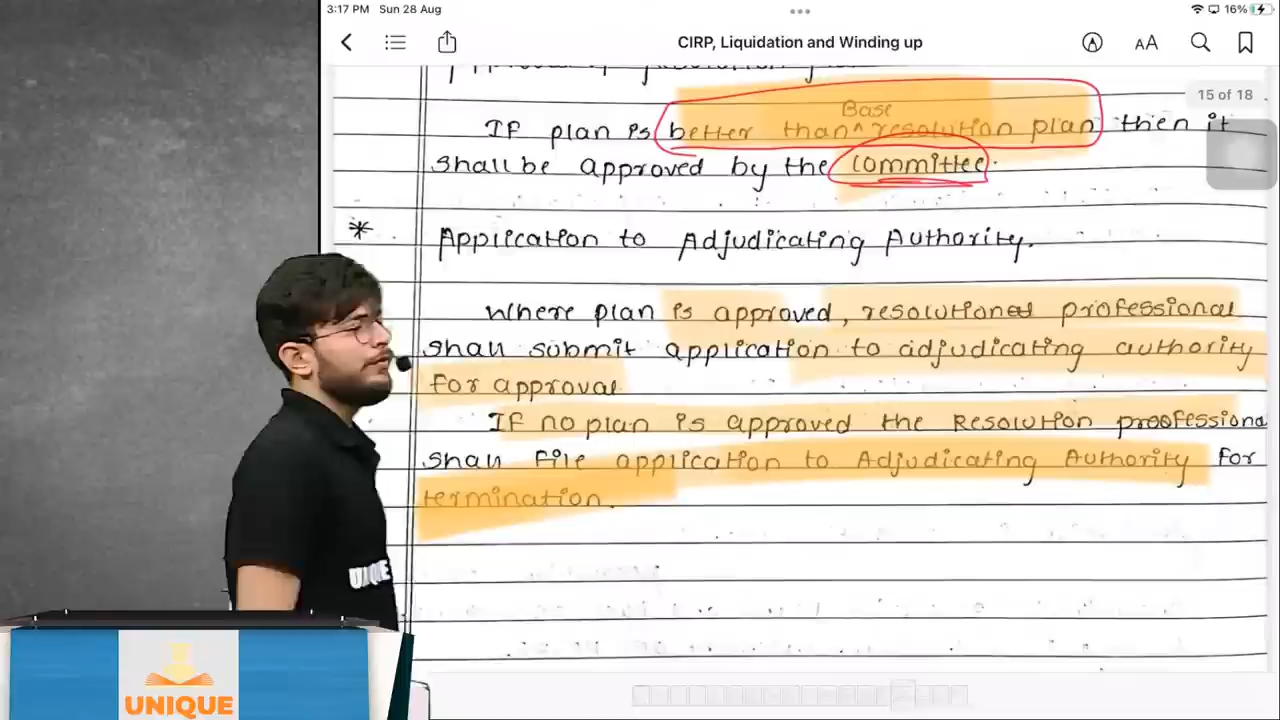 3:17 PM Sun 28 Aug
16%
CIRP, Liquidation and Winding up
AA
15 of 18
If plan is better than^ Base resolution plan then it
shall be approved by the committee.
* Application to Adjudicating Authority.
Where plan is approved, resolutional professional
shall submit application to adjudicating authority
for approval
If no plan is approved the Resolution proofessiona
shall file application to Adjudicating Authority for
termination.
UNIQUE
UNIQUE